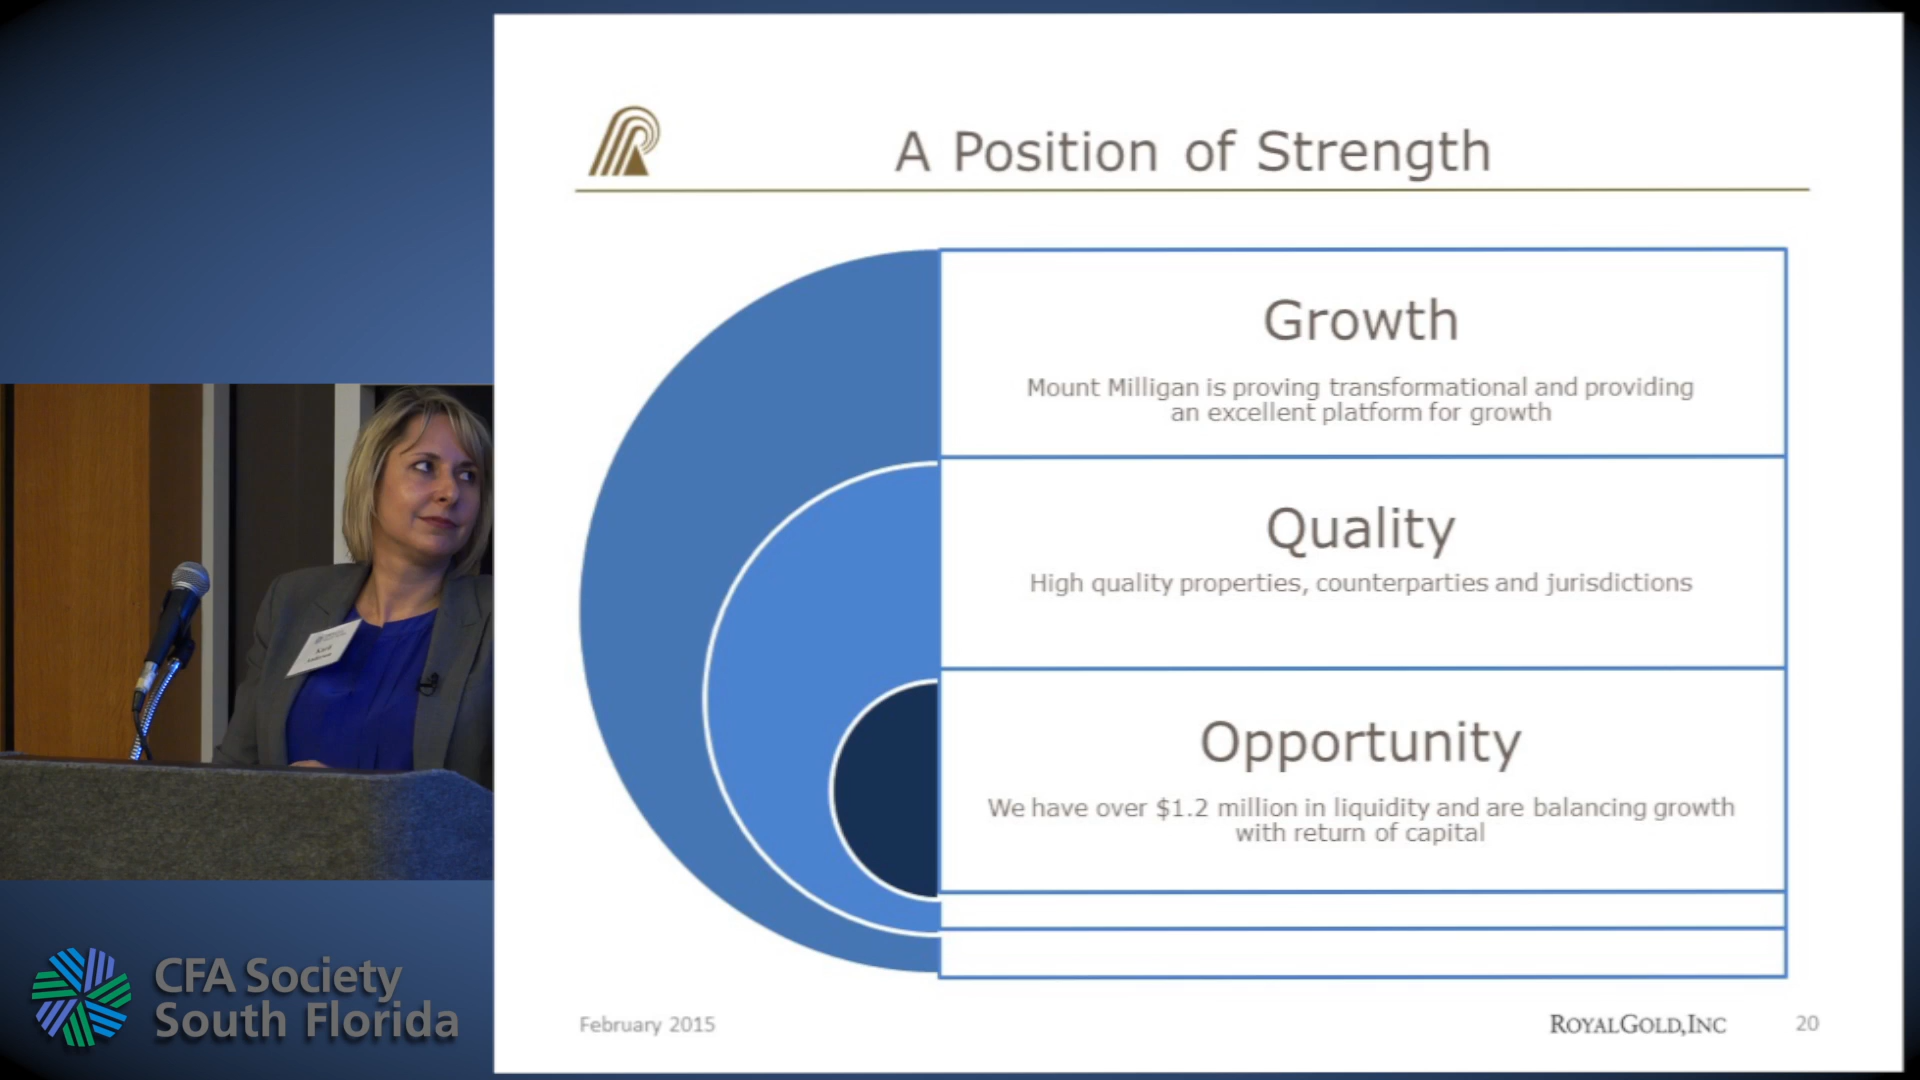 A Position of Strength
Growth
Mount Milligan is proving transformational and providing
an excellent platform for growth
Quality
High quality properties, counterparties and jurisdictions
Opportunity
We have over $1.2 million in liquidity and are balancing growth
with return of capital
February 2015
ROYALGOLD, INC
20
CFA Society
South Florida